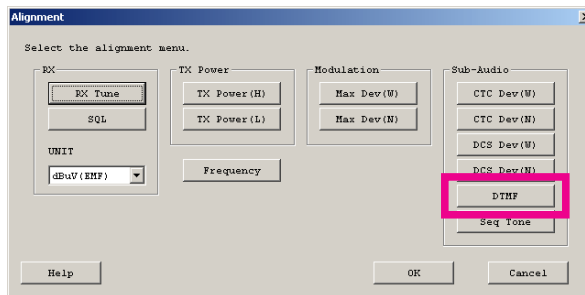 Alignment
Select the alignment menu.
RX
RX Tune
SQL
UNIT
dBuV(EMF)
TX Power
TX Power(H)
TX Power(L)
Frequency
Modulation
Max Dev(W)
Max Dev(N)
Sub-Audio
CTC Dev(W)
CTC Dev(N)
DCS Dev(W)
DCS Dev(N)
DTMF
Seq Tone
Help
OK
Cancel